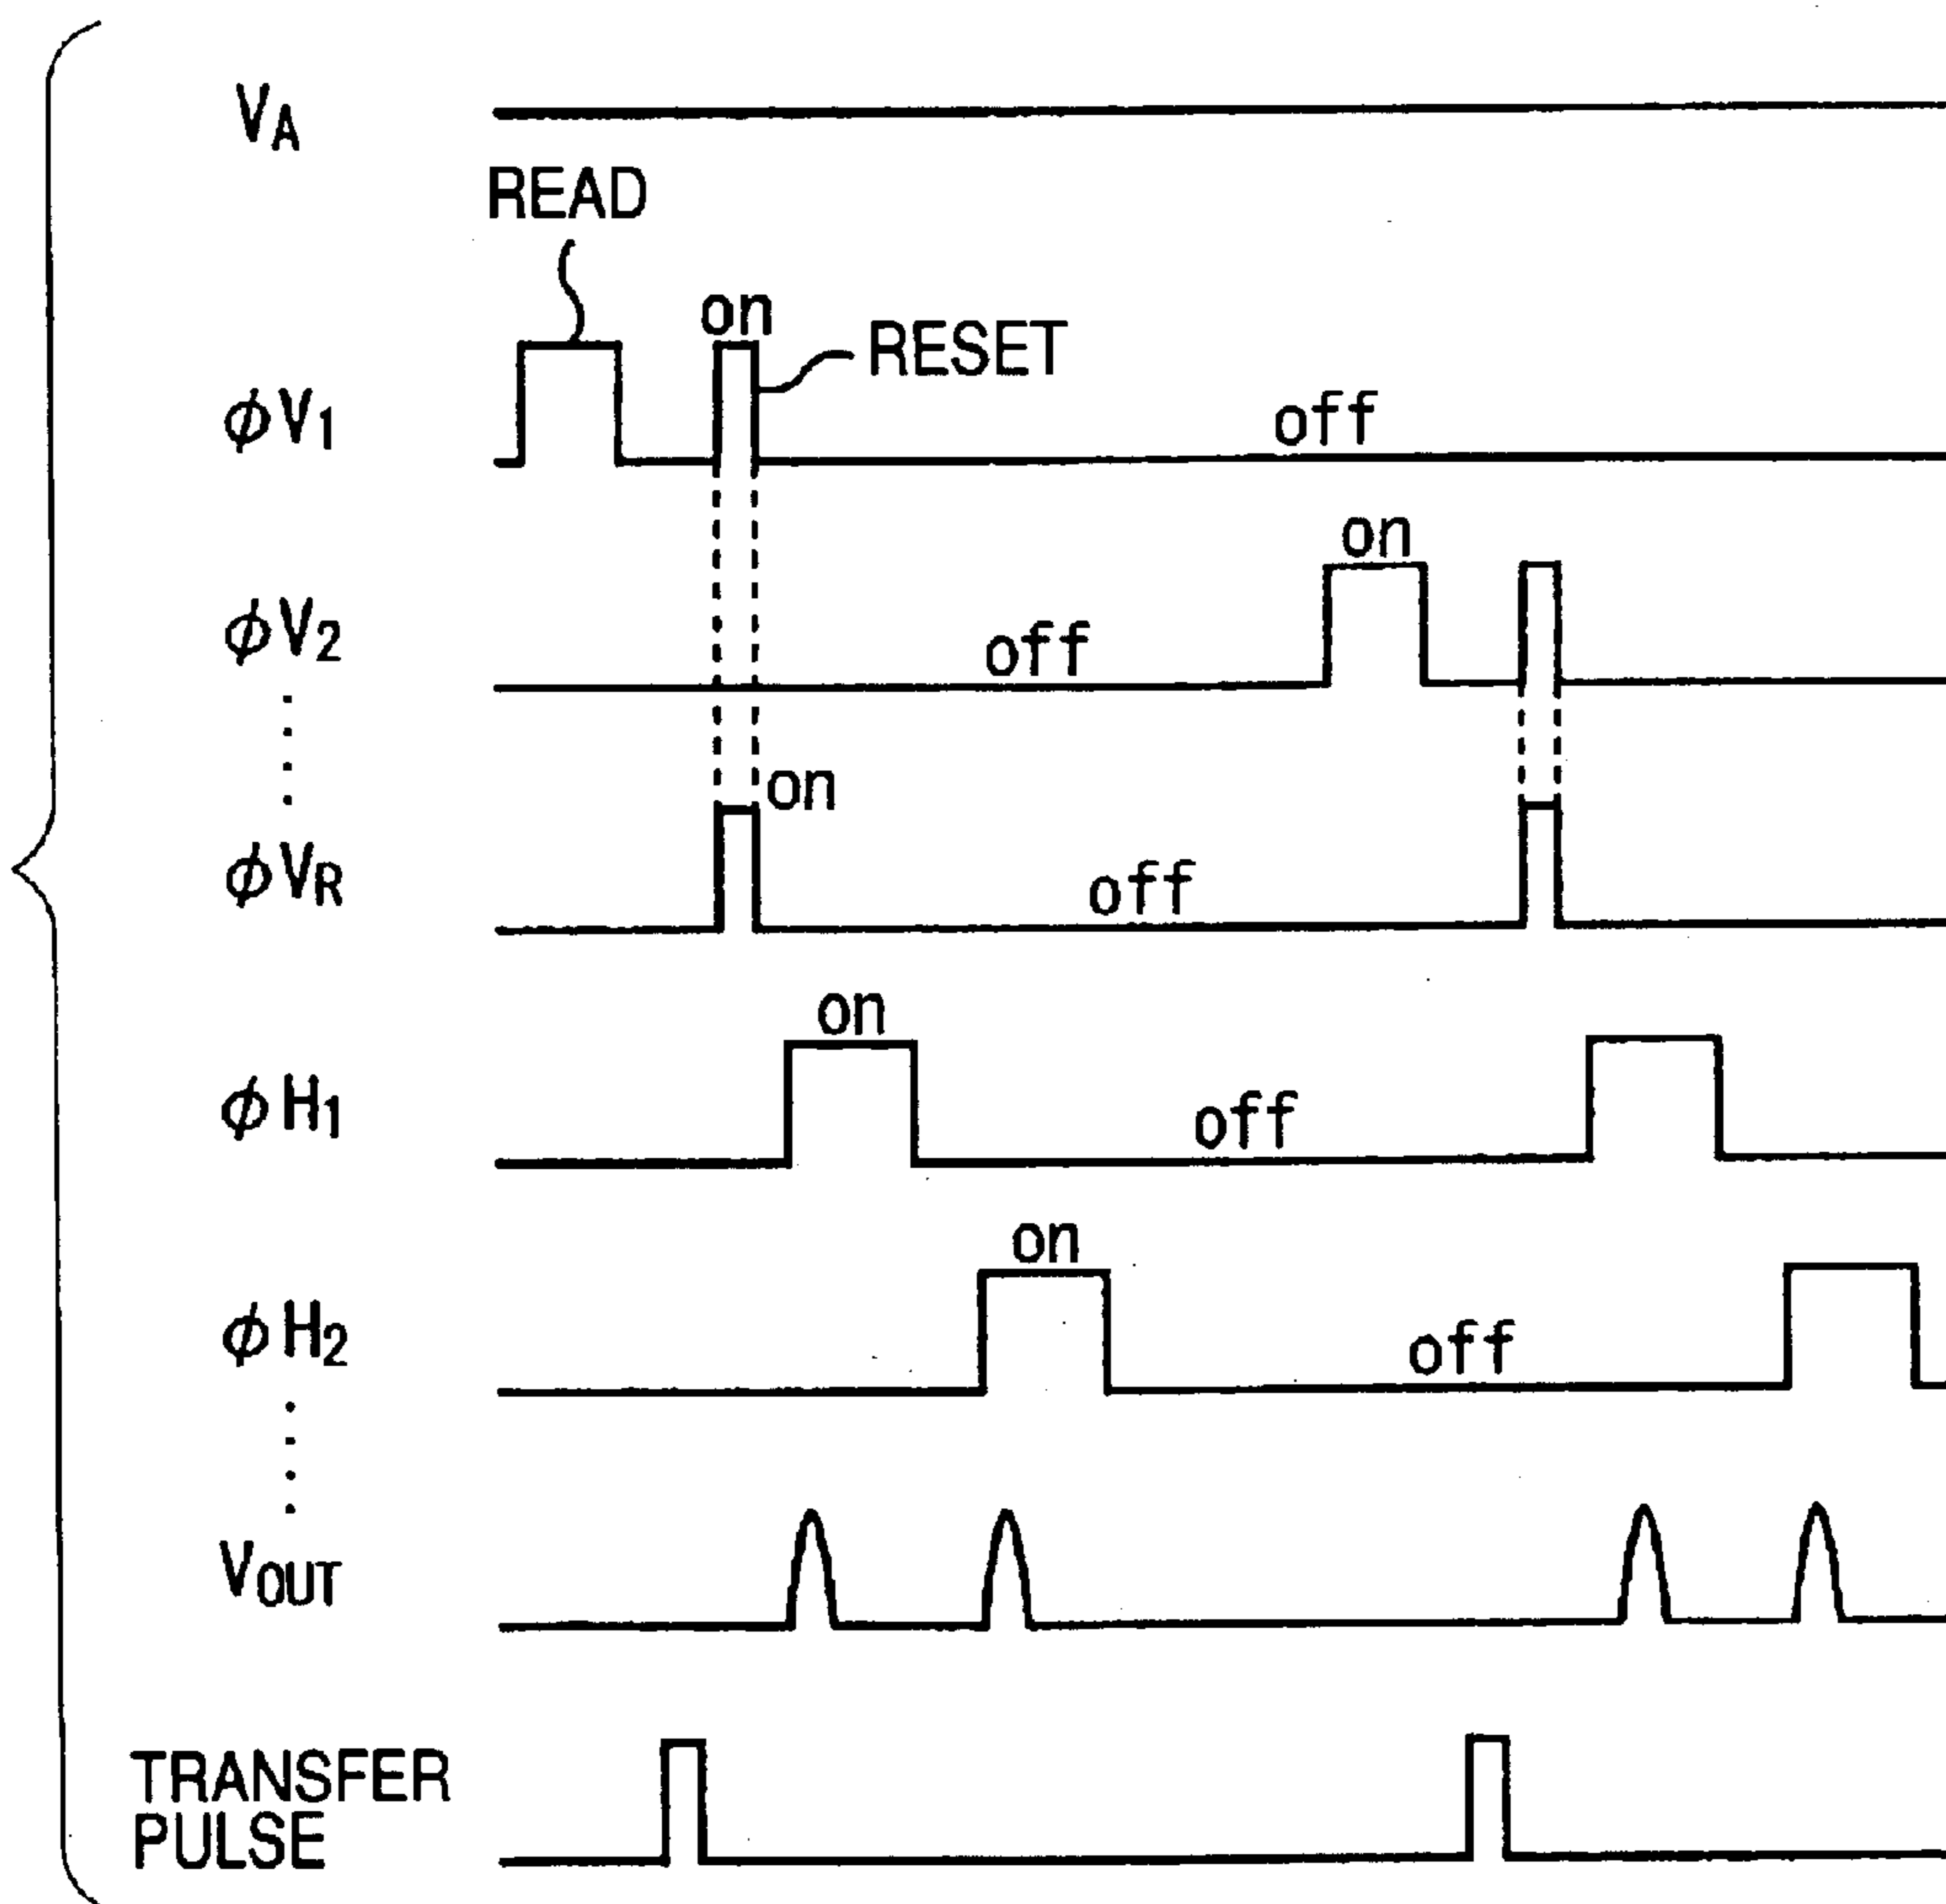 VA
READ
on
RESET
φV1
off
on
φV2
off
on
φVR
off
on
φH1
off
on
φH2
off
VOUT
TRANSFER
PULSE